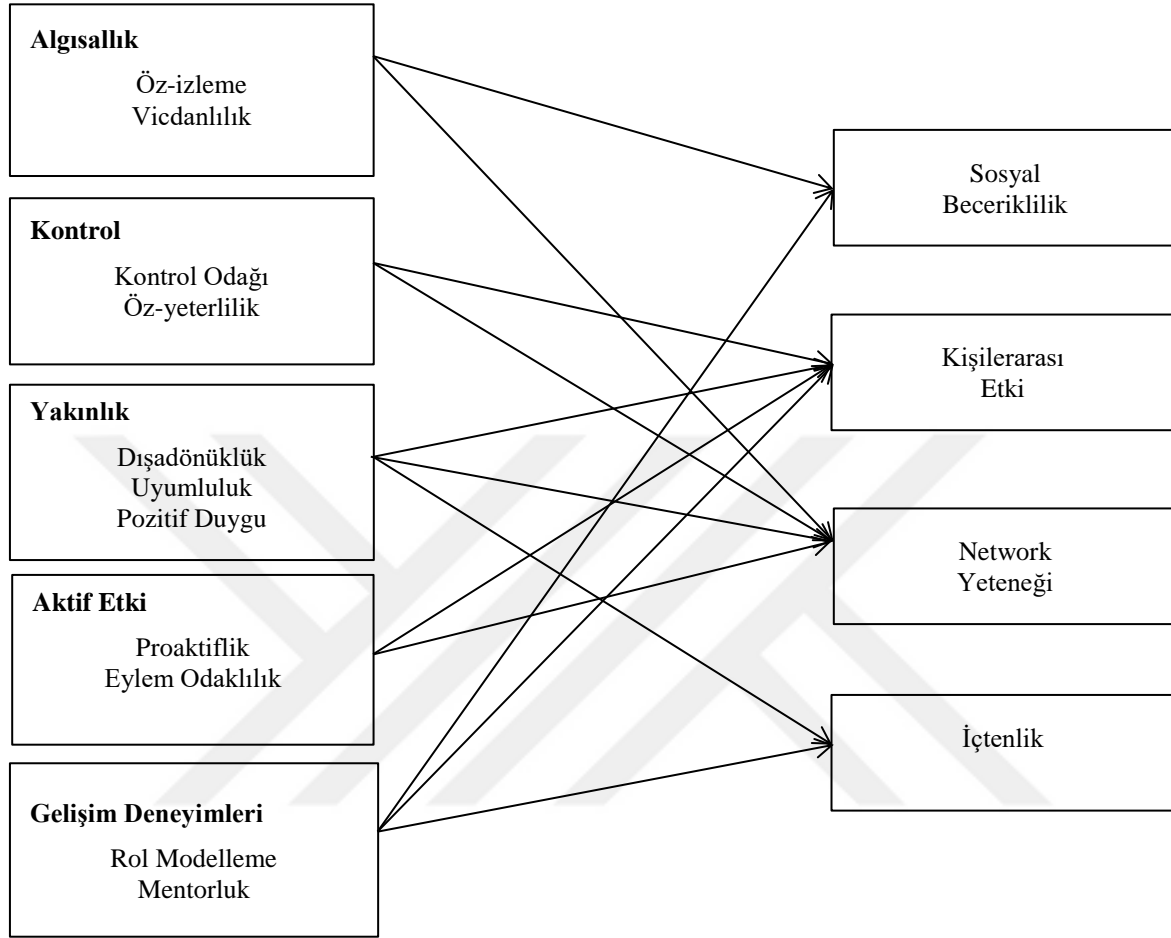 Algısallık
Öz-izleme
Vicdanlılık
Kontrol
Kontrol Odağı
Öz-yeterlilik
Yakınlık
Dışadönüklük
Uyumluluk
Pozitif Duygu
Aktif Etki
Proaktiflik
Eylem Odaklılık
Gelişim Deneyimleri
Rol Modelleme
Mentorluk
Sosyal
Beceriklilik
Kişilerarası
Etki
Network
Yeteneği
İçtenlik